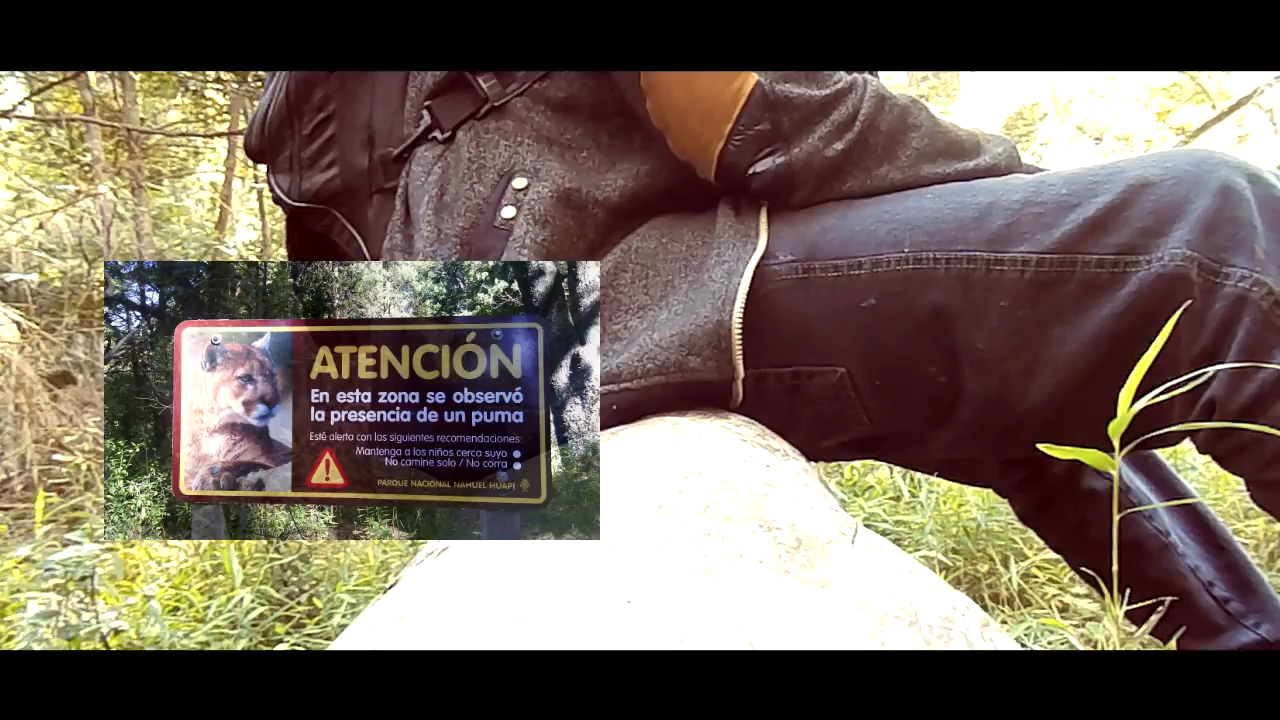 ATENCIÓN
En esta zona se observó
la presencia de un puma
Esté alerta con las siguientes recomendaciones:
Mantenga a los niños cerca suyo
No camine solo / No corra
PARQUE NACIONAL NAHUEL HUAPI